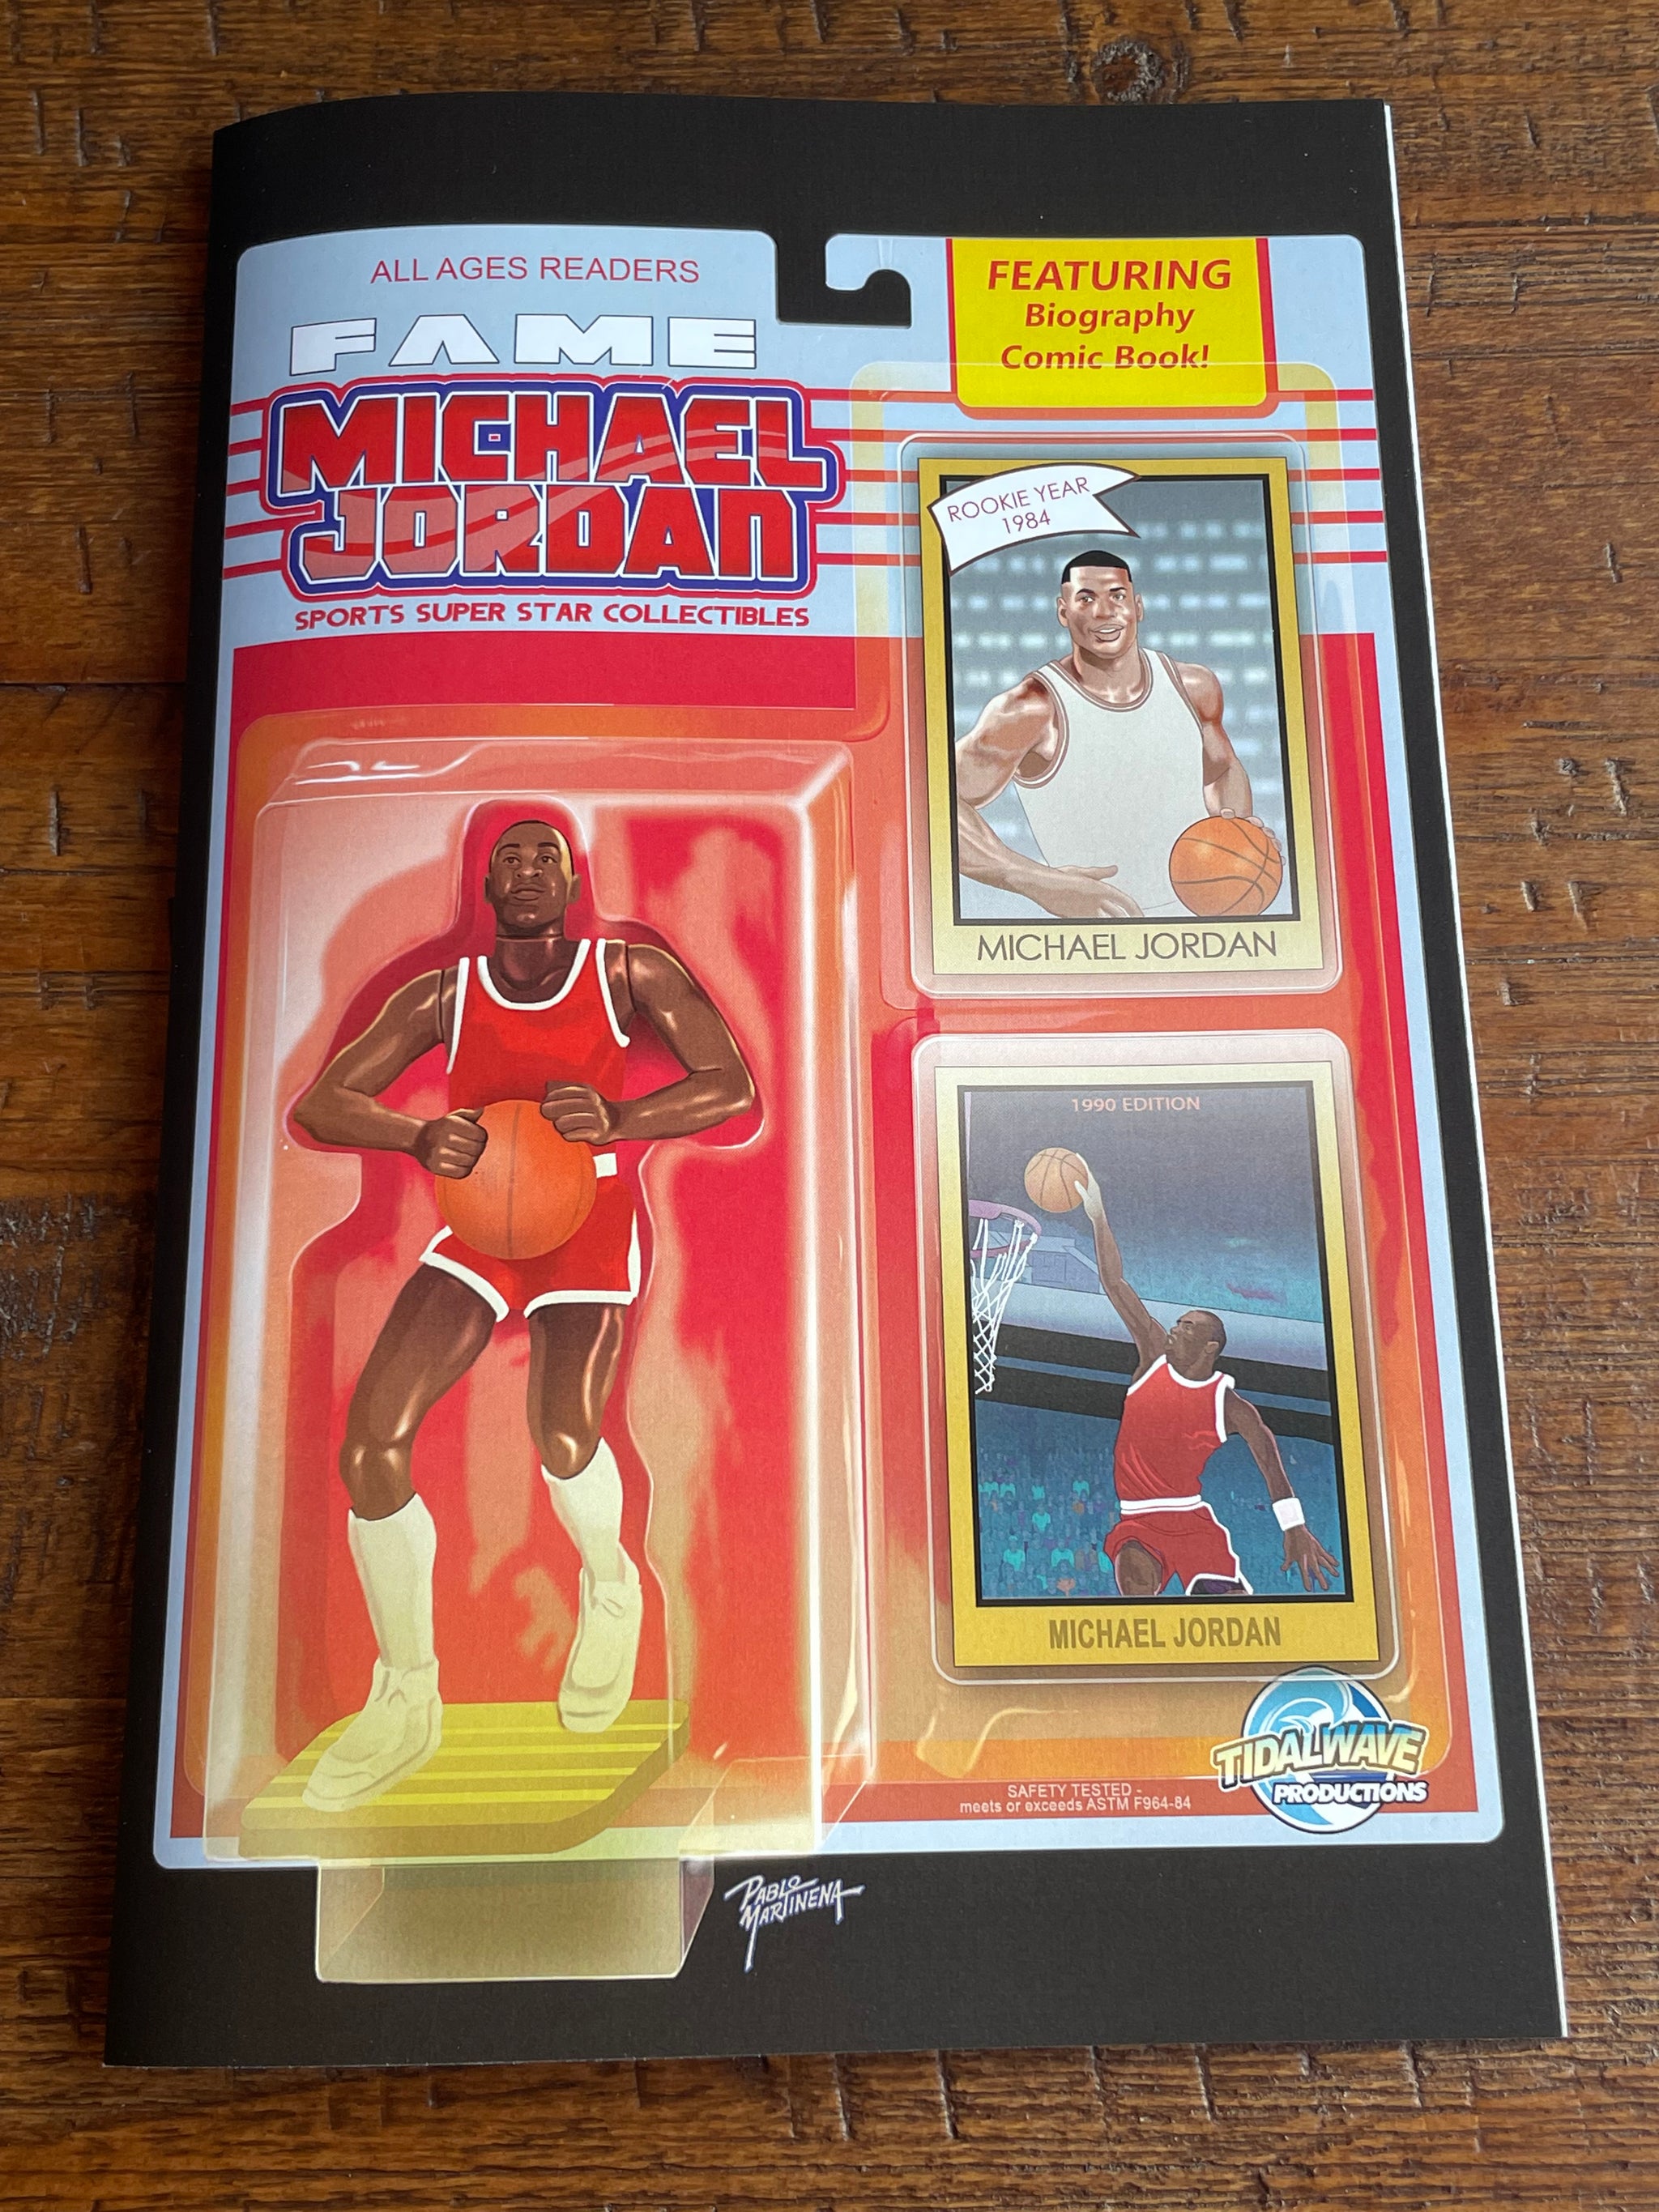 ALL AGES READERS
FAME
MICHAEL
JORDAN
SPORTS SUPER STAR COLLECTIBLES
FEATURING
Biography
Comic Book!
ROOKIE YEAR
1984
MICHAEL JORDAN
1990 EDITION
MICHAEL JORDAN
TIDALWAVE
PRODUCTIONS
SAFETY TESTED -
meets or exceeds ASTM F964-84
PABLO
MARTINENA